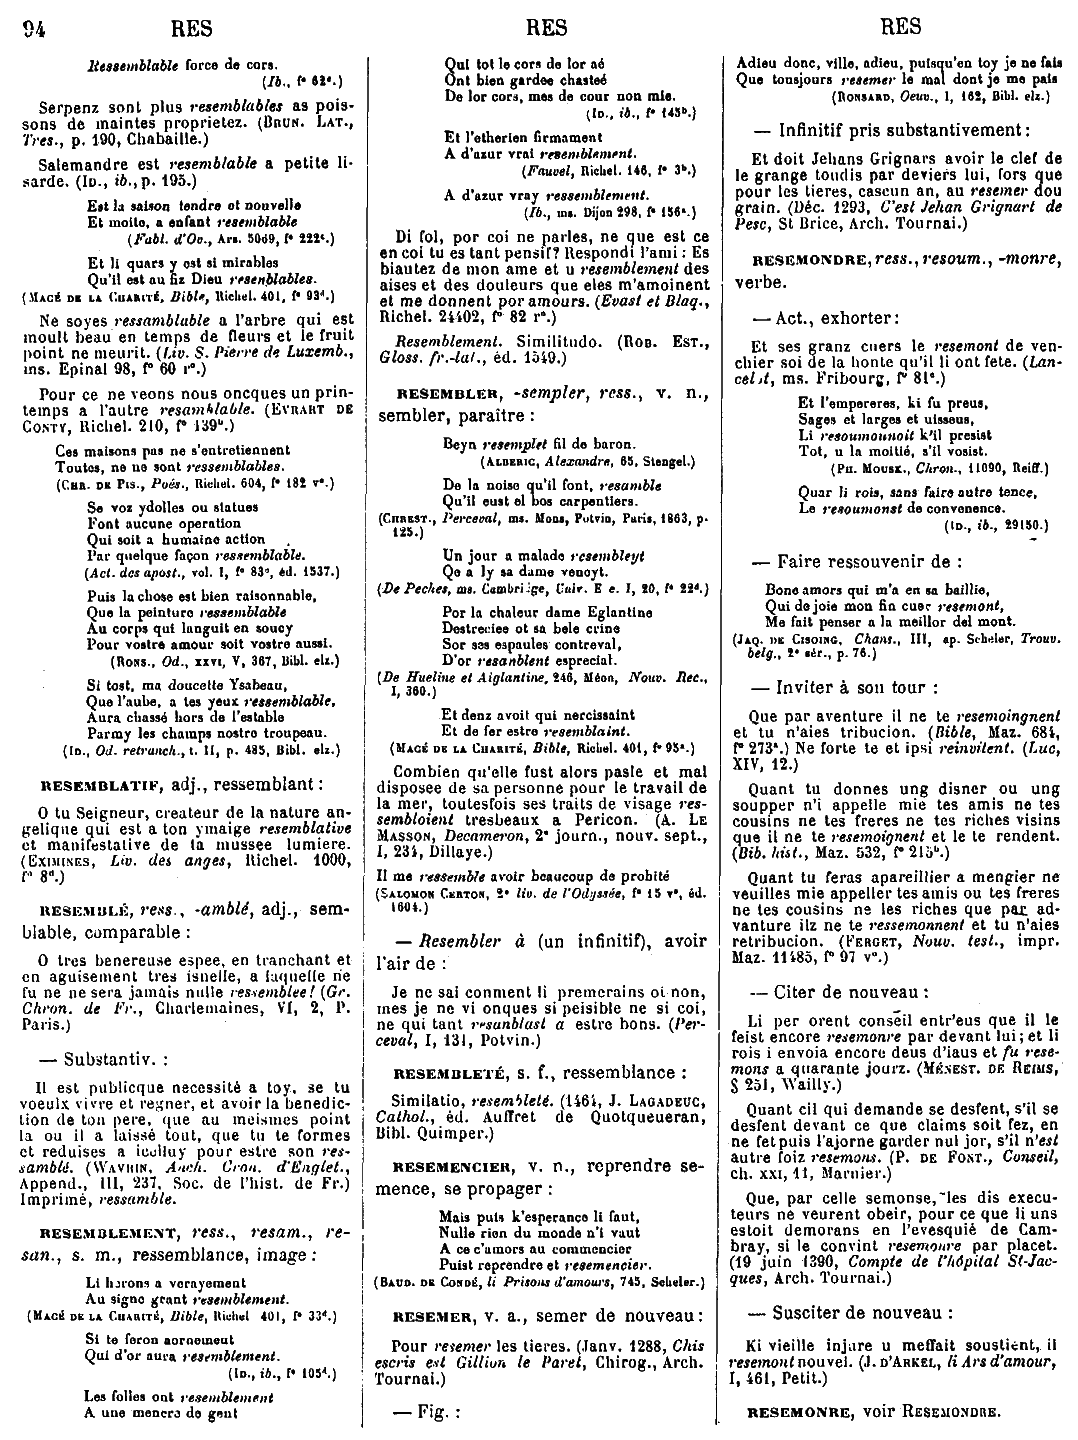 94 RES RES RES
Ressemblable force de cors.
(Ib., f° 62ᵃ.)
Serpenz sont plus resemblables as pois-
sons de maintes proprietez. (BRUN. LAT.,
Tres., p. 190, Chabaille.)
Salemandre est resemblable a petite li-
sarde. (ID., ib., p. 195.)
Est la saison tendre et nouvelle
Et moite, a enfant resemblable
(Fabl. d'Ov., Ars. 5069, f° 222ᶜ.)
Et li quars y est si mirables
Qu'il est au fiz Dieu resenblables.
(MACÉ DE LA CHARITÉ, Bible, Richel. 401, f° 93ᵈ.)
Ne soyes ressamblable a l'arbre qui est
moult beau en temps de fleurs et le fruit
point ne meurit. (Liv. S. Pierre de Luxemb.,
ms. Epinal 98, f° 60 r°.)
Pour ce ne veons nous oncques un prin-
temps a l'autre resamblable. (EVRART DE
CONTY, Richel. 210, f° 139ᵇ.)
Ces maisons pas ne s'entretiennent
Toutes, ne ne sont ressemblables.
(CHR. DE PIS., Poés., Richel. 604, f° 182 v°.)
Se voz ydolles ou statues
Font aucune operation
Qui soit a humaine action
Par quelque façon ressemblable.
(Act. des apost., vol. I, f° 83ᵃ, éd. 1537.)
Puis la chose est bien raisonnable,
Que la peinture ressemblable
Au corps qui languit en soucy
Pour vostre amour soit vostre aussi.
(RONS., Od., XXVI, V, 367, Bibl. elz.)
Si tost, ma doucette Ysabeau,
Que l'aube, a tes yeux ressemblable,
Aura chassé hors de l'estable
Parmy les champs nostre troupeau.
(ID., Od. retranch., t. II, p. 485, Bibl. elz.)
RESEMBLATIF, adj., ressemblant :
O tu Seigneur, createur de la nature an-
gelique qui est a ton ymaige resemblative
et manifestative de la mussee lumiere.
(EXIMINES, Liv. des anges, Richel. 1000,
f° 8ᵈ.)
RESEMBLÉ, ress., -amblé, adj., sem-
blable, comparable :
O tres benereuse espee, en tranchant et
en aguisement tres isnelle, a laquelle ne
fu ne ne sera jamais nulle ressemblee! (Gr.
Chron. de Fr., Charlemaines, VI, 2, P.
Paris.)
— Substantiv. :
Il est publicque necessité a toy, se tu
voeulx vivre et regner, et avoir la benedic-
tion de ton pere, que au meismes point
la ou il a laissé tout, que tu te formes
et reduises a icelluy pour estre son res-
samblé. (WAVRIN, Anch. Cron. d'Englet.,
Append., III, 237, Soc. de l'hist. de Fr.)
Imprimé, ressamble.
RESEMBLEMENT, ress., resam., re-
san., s. m., ressemblance, image :
Li barons a verayement
Au signe grant resemblement.
(MACÉ DE LA CHARITÉ, Bible, Richel 401, f° 33ᵈ.)
Si te feron aornement
Qui d'or aura resemblement.
(ID., ib., f° 105ᵈ.)
Les folles ont resemblement
A une menere de gent
Qui tot le cors de lor aé
Ont bien gardee chasteé
De lor cors, mes de cour non mie.
(ID., ib., f° 145ᵇ.)
Et l'etherien firmament
A d'azur vrai resemblement.
(Fauvel, Richel. 146, f° 3ᵇ.)
A d'azur vray ressemblement.
(Ib., ms. Dijon 298, f° 156ᵃ.)
Di fol, por coi ne parles, ne que est ce
en coi tu es tant pensif? Respondi l'ami : Es
biautez de mon ame et u resemblement des
aises et des douleurs que eles m'amoinent
et me donnent por amours. (Evast et Blaq.,
Richel. 24402, f° 82 r°.)
Resemblement. Similitudo. (ROB. EST.,
Gloss. fr.-lat., éd. 1549.)
RESEMBLER, -sempler, ress., v. n.,
sembler, paraître :
Beyn resemplet fil de baron.
(ALBERIC, Alexandre, 65, Stengel.)
De la noise qu'il font, resamble
Qu'il eust el bos carpentiers.
(CHREST., Perceval, ms. Mons, Potvin, Paris, 1863, p.
125.)
Un jour a malade resembleyt
Qe a ly sa dame venoyt.
(De Peches, ms. Cambridge, Univ. E e. I, 20, f° 22ᵈ.)
Por la chaleur dame Eglantine
Destreciee ot sa bele crine
Sor ses espaules contreval,
D'or resanblent esprecial.
(De Hueline et Aiglantine, 246, Méon, Nouv. Rec.,
I, 360.)
Et denz avoit qui nercissaint
Et de fer estre resemblaint.
(MACÉ DE LA CHARITÉ, Bible, Richel. 401, f° 95ᵃ.)
Combien qu'elle fust alors pasle et mal
disposee de sa personne pour le travail de
la mer, toutesfois ses traits de visage res-
sembloient tresbeaux a Pericon. (A. LE
MASSON, Decameron, 2ᵉ journ., nouv. sept.,
I, 234, Dillaye.)
Il me ressemble avoir beaucoup de probité
(SALOMON CERTON, 2ᵉ liv. de l'Odyssée, f° 15 v°, éd.
1604.)
— Resembler à (un infinitif), avoir
l'air de :
Je ne sai conment li premerains oi non,
mes je ne vi onques si peisible ne si coi,
ne qui tant resanblast a estre bons. (Per-
ceval, I, 131, Potvin.)
RESEMBLETÉ, s. f., ressemblance :
Similatio, resembleté. (1464, J. LAGADEUC,
Cathol., éd. Auffret de Quotqueueran,
Bibl. Quimper.)
RESEMENCIER, v. n., reprendre se-
mence, se propager :
Mais puis k'esperance li faut,
Nulle rien du monde n'i vaut
A ce c'amors au commencier
Puist reprendre et resemencier.
(BAUD. DE CONDÉ, li Prisons d'amours, 745, Scheler.)
RESEMER, v. a., semer de nouveau :
Pour resemer les tieres. (Janv. 1288, Chis
escris est Gillion le Paret, Chirog., Arch.
Tournai.)
— Fig. :
Adieu donc, ville, adieu, puisqu'en toy je ne fais
Que tousjours resemer le mal dont je me pais
(RONSARD, Oeuv., I, 162, Bibl. elz.)
— Infinitif pris substantivement :
Et doit Jehans Grignars avoir le clef de
le grange toudis par deviers lui, fors que
pour les tieres, cascun an, au resemer dou
grain. (Déc. 1293, C'est Jehan Grignart de
Pesc, St Brice, Arch. Tournai.)
RESEMONDRE, ress., resoum., -monre,
verbe.
— Act., exhorter :
Et ses granz cuers le resemont de ven-
chier soi de la honte qu'il li ont fete. (Lan-
celot, ms. Fribourg, f° 81ᵃ.)
Et l'empereres, ki fu preus,
Sages et larges et uiseus,
Li resoumounoit k'il presist
Tot, u la moitié, s'il vosist.
(PH. MOUSK., Chron., 11090, Reiff.)
Quar li rois, sans faire autre tence,
Le resoumonst de convenence.
(ID., ib., 29150.)
— Faire ressouvenir de :
Bone amors qui m'a en sa baillie,
Qui de joie mon fin cuer resemont,
Me fait penser a la meillor del mont.
(JAQ. DE CISOING, Chans., III, ap. Scheler, Trouv.
belg., 2ᵉ sér., p. 76.)
— Inviter à son tour :
Que par aventure il ne te resemoingnent
et tu n'aies tribucion. (Bible, Maz. 684,
f° 273ᵃ.) Ne forte te et ipsi reinvitent. (Luc,
XIV, 12.)
Quant tu donnes ung disner ou ung
soupper n'i appelle mie tes amis ne tes
cousins ne tes freres ne tes riches visins
que il ne te resemoignent et le te rendent.
(Bib. hist., Maz. 532, f° 215ᵇ.)
Quant tu feras apareillier a mengier ne
veuilles mie appeller tes amis ou tes freres
ne tes cousins ne les riches que par ad-
vanture ilz ne te ressemonnent et tu n'aies
retribucion. (FERGET, Nouv. test., impr.
Maz. 11485, f° 97 v°.)
— Citer de nouveau :
Li per orent conseil entr'eus que il le
feist encore resemonre par devant lui; et li
rois i envoia encore deus d'iaus et fu rese-
mons a quarante jourz. (MÉNEST. DE REIMS,
§ 251, Wailly.)
Quant cil qui demande se desfent, s'il se
desfent devant ce que claims soit fez, en
ne fet puis l'ajorne garder nul jor, s'il n'est
autre foiz resemons. (P. DE FONT., Conseil,
ch. XXI, 11, Marnier.)
Que, par celle semonse, les dis execu-
teurs ne veurent obeir, pour ce que li uns
estoit demorans en l'evesquié de Cam-
bray, si le convint resemonre par placet.
(19 juin 1390, Compte de l'hôpital St-Jac-
ques, Arch. Tournai.)
— Susciter de nouveau :
Ki vieille injure u meffait soustient, il
resemont nouvel. (J. D'ARKEL, li Ars d'amour,
I, 461, Petit.)
RESEMONRE, voir RESEMONDRE.